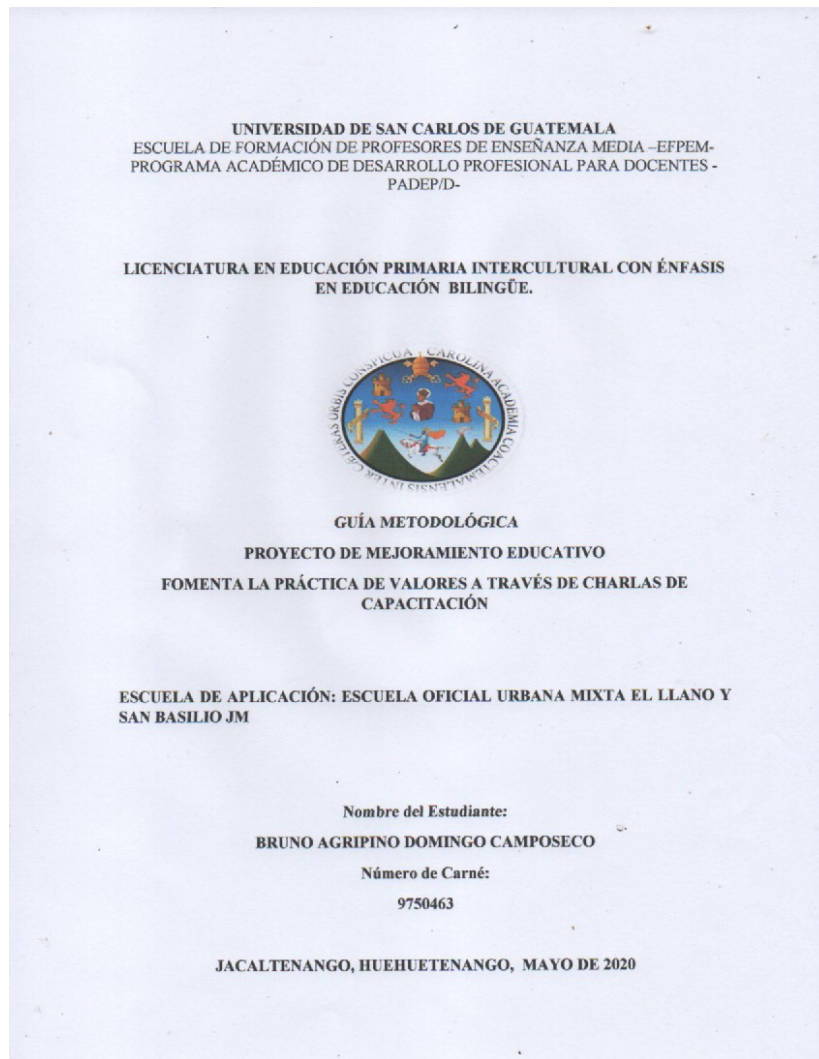 UNIVERSIDAD DE SAN CARLOS DE GUATEMALA
ESCUELA DE FORMACIÓN DE PROFESORES DE ENSEÑANZA MEDIA –EFPEM-
PROGRAMA ACADÉMICO DE DESARROLLO PROFESIONAL PARA DOCENTES -
PADEP/D-
LICENCIATURA EN EDUCACIÓN PRIMARIA INTERCULTURAL CON ÉNFASIS
EN EDUCACIÓN BILINGÜE.
CAROLINA ACADEMIA COACTEMALENSIS INTER CÆTERAS URBIS CONSPICUA
GUÍA METODOLÓGICA
PROYECTO DE MEJORAMIENTO EDUCATIVO
FOMENTA LA PRÁCTICA DE VALORES A TRAVÉS DE CHARLAS DE
CAPACITACIÓN
ESCUELA DE APLICACIÓN: ESCUELA OFICIAL URBANA MIXTA EL LLANO Y
SAN BASILIO JM
Nombre del Estudiante:
BRUNO AGRIPINO DOMINGO CAMPOSECO
Número de Carné:
9750463
JACALTENANGO, HUEHUETENANGO, MAYO DE 2020